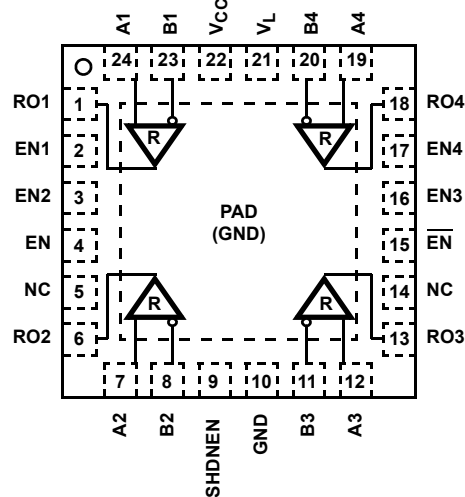 A1 B1 VCC VL B4 A4
24 23 22 21 20 19
RO1 1 R R 18 RO4
EN1 2 17 EN4
EN2 3 PAD 16 EN3
(GND)
EN 4 15 EN
NC 5 14 NC
R R
RO2 6 13 RO3
7 8 9 10 11 12
A2 B2 SHDNEN GND B3 A3